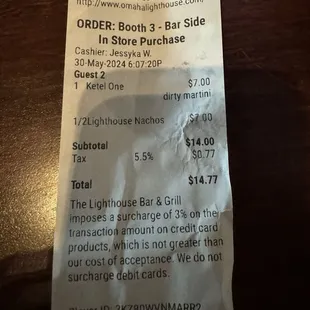 http://www.omahalighthouse.com/
ORDER: Booth 3 - Bar Side
In Store Purchase
Cashier: Jessyka W.
30-May-2024 6:07:20P
Guest 2
1 Ketel One $7.00
dirty martini
1/2Lighthouse Nachos $7.00
Subtotal $14.00
Tax 5.5% $0.77
Total $14.77
The Lighthouse Bar & Grill
imposes a surcharge of 3% on the
transaction amount on credit card
products, which is not greater than
our cost of acceptance. We do not
surcharge debit cards.